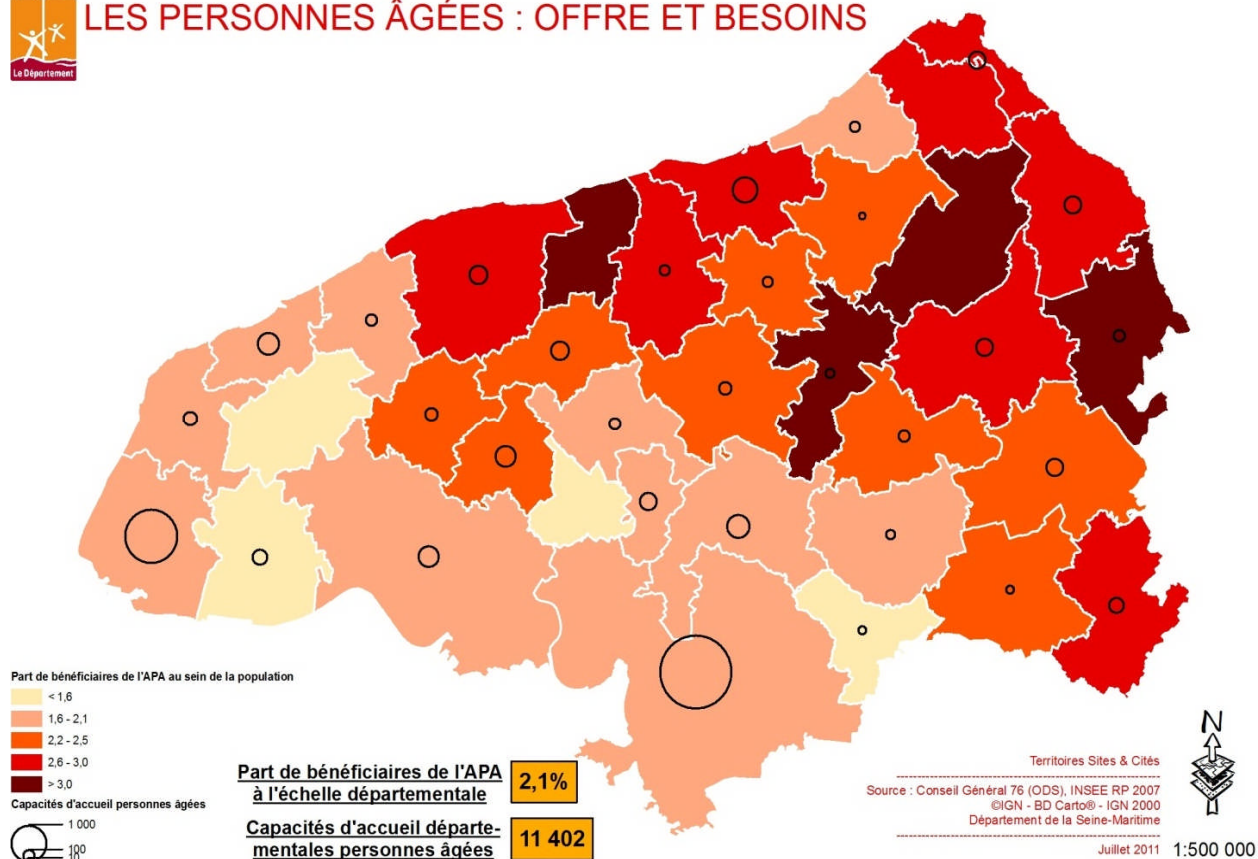 LES PERSONNES ÂGÉES : OFFRE ET BESOINS
Le Département
Part de bénéficiaires de l'APA au sein de la population
< 1,6
1,6 - 2,1
2,2 - 2,5
2,6 - 3,0
> 3,0
Capacités d'accueil personnes âgées
1 000
100
10
Part de bénéficiaires de l'APA
à l'échelle départementale
2,1%
Capacités d'accueil départe-
mentales personnes âgées
11 402
N
Territoires Sites & Cités
Source : Conseil Général 76 (ODS), INSEE RP 2007
©IGN - BD Carto® - IGN 2000
Département de la Seine-Maritime
Juillet 2011
1:500 000